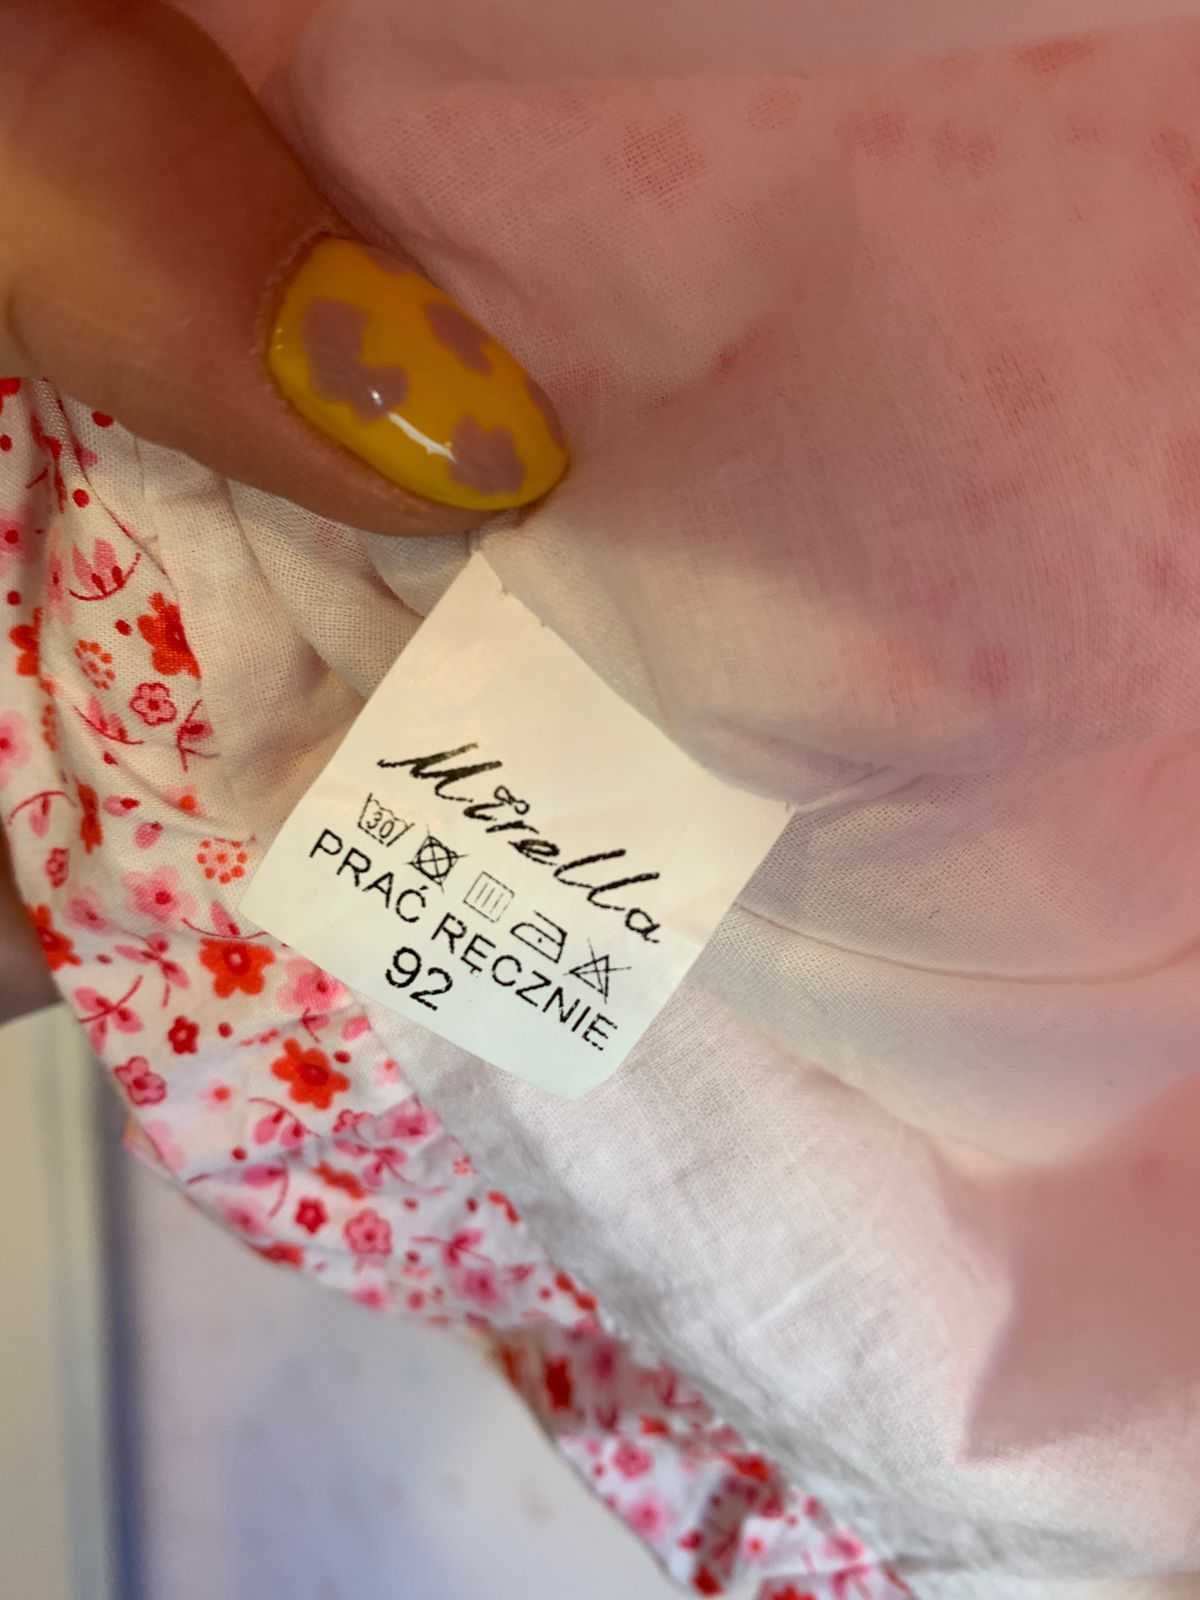 Mirella
30
PRAĆ RĘCZNIE
92